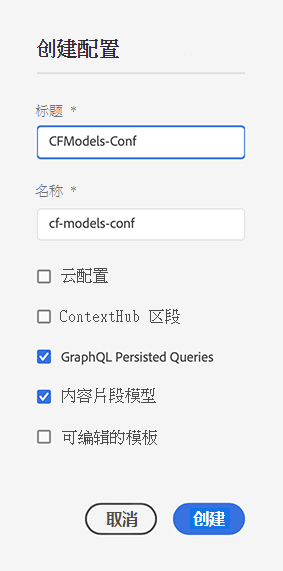 创建配置
标题 *
CFModels-Conf
名称 *
cf-models-conf
云配置
ContextHub 区段
GraphQL Persisted Queries
内容片段模型
可编辑的模板
取消 创建